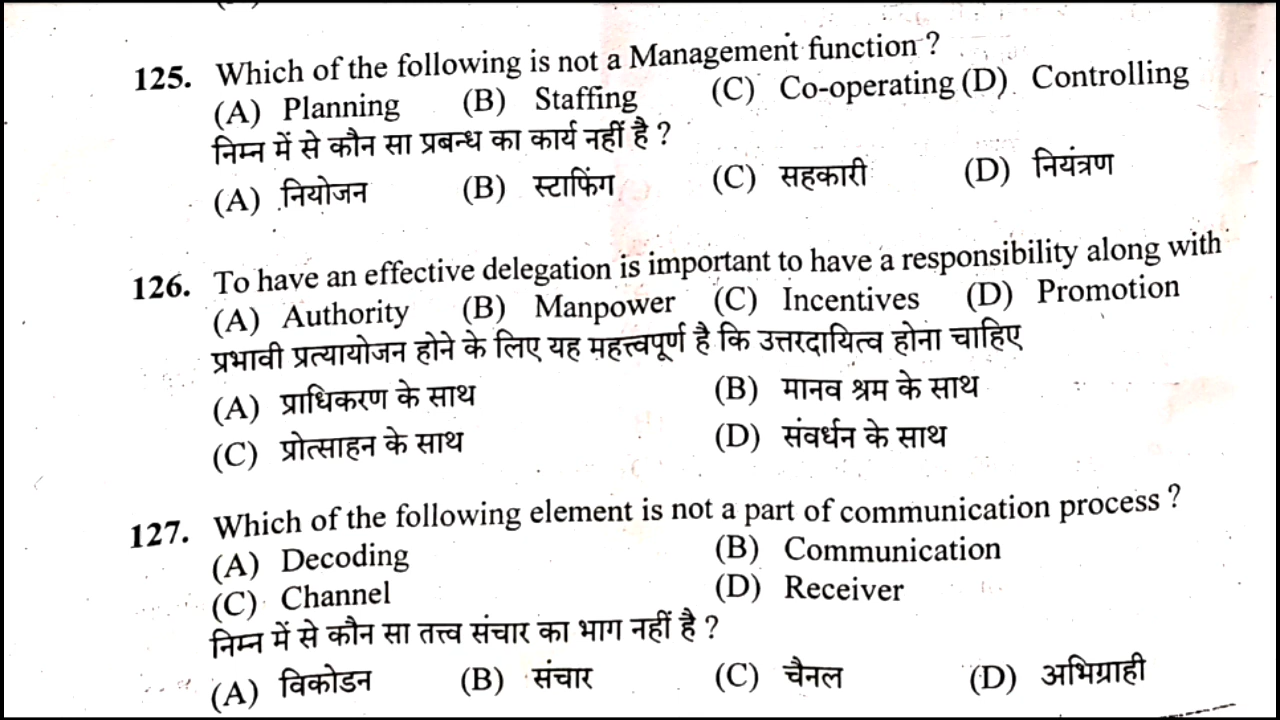 125. Which of the following is not a Management function ?
(A) Planning (B) Staffing (C) Co-operating (D) Controlling
निम्न में से कौन सा प्रबन्ध का कार्य नहीं है ?
(A) नियोजन (B) स्टाफिंग (C) सहकारी (D) नियंत्रण
126. To have an effective delegation is important to have a responsibility along with
(A) Authority (B) Manpower (C) Incentives (D) Promotion
प्रभावी प्रत्यायोजन होने के लिए यह महत्त्वपूर्ण है कि उत्तरदायित्व होना चाहिए
(A) प्राधिकरण के साथ (B) मानव श्रम के साथ
(C) प्रोत्साहन के साथ (D) संवर्धन के साथ
127. Which of the following element is not a part of communication process ?
(A) Decoding (B) Communication
(C) Channel (D) Receiver
निम्न में से कौन सा तत्त्व संचार का भाग नहीं है ?
(A) विकोडन (B) संचार (C) चैनल (D) अभिग्राही